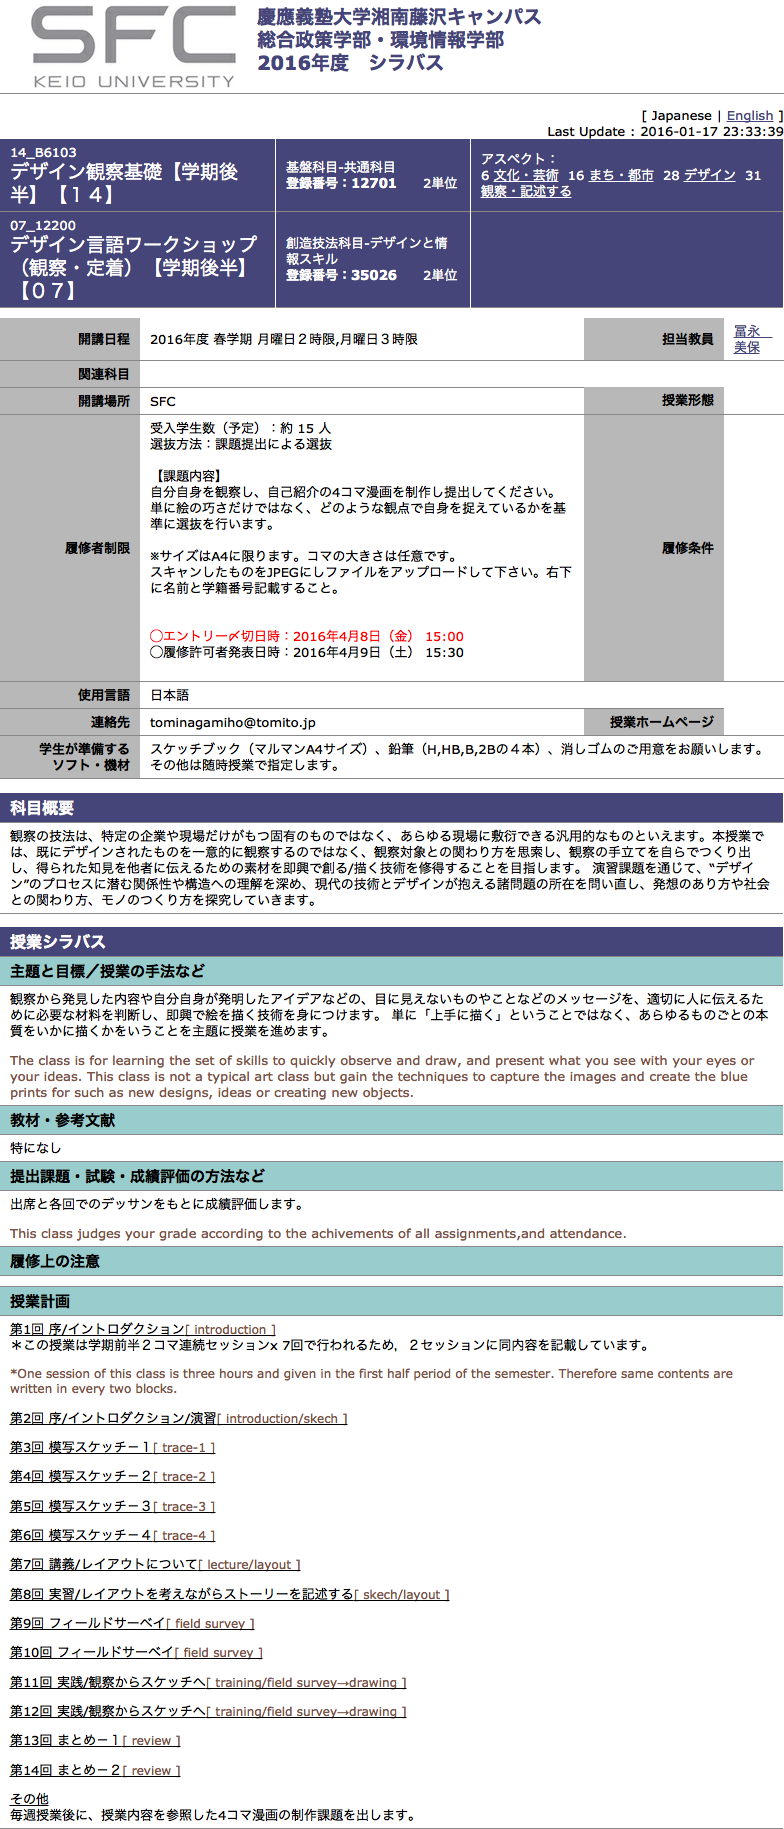 SFC
KEIO UNIVERSITY
慶應義塾大学湘南藤沢キャンパス
総合政策学部・環境情報学部
2016年度　シラバス
[ Japanese | English ]
Last Update : 2016-01-17 23:33:39
14_B6103
デザイン観察基礎【学期後
半】【１４】
基盤科目-共通科目
登録番号：12701 2単位
アスペクト：
6 文化・芸術 16 まち・都市 28 デザイン 31
観察・記述する
07_12200
デザイン言語ワークショップ
（観察・定着）【学期後半】
【０７】
創造技法科目-デザインと情
報スキル
登録番号：35026 2単位
開講日程
2016年度 春学期 月曜日２時限,月曜日３時限
担当教員
冨永
美保
関連科目
開講場所
SFC
授業形態
履修者制限
受入学生数（予定）：約 15 人
選抜方法：課題提出による選抜
【課題内容】
自分自身を観察し、自己紹介の4コマ漫画を制作し提出してください。
単に絵の巧さだけではなく、どのような観点で自身を捉えているかを基
準に選抜を行います。
※サイズはA4に限ります。コマの大きさは任意です。
スキャンしたものをJPEGにしファイルをアップロードして下さい。右下
に名前と学籍番号記載すること。
◯エントリー〆切日時：2016年4月8日（金） 15:00
◯履修許可者発表日時：2016年4月9日（土） 15:30
履修条件
使用言語
日本語
連絡先
tominagamiho@tomito.jp
授業ホームページ
学生が準備する
ソフト・機材
スケッチブック（マルマンA4サイズ）、鉛筆（H,HB,B,2Bの４本）、消しゴムのご用意をお願いします。
その他は随時授業で指定します。
科目概要
観察の技法は、特定の企業や現場だけがもつ固有のものではなく、あらゆる現場に敷衍できる汎用的なものといえます。本授業で
は、既にデザインされたものを一意的に観察するのではなく、観察対象との関わり方を思索し、観察の手立てを自らでつくり出
し、得られた知見を他者に伝えるための素材を即興で創る/描く技術を修得することを目指します。 演習課題を通じて、“デザイ
ン”のプロセスに潜む関係性や構造への理解を深め、現代の技術とデザインが抱える諸問題の所在を問い直し、発想のあり方や社会
との関わり方、モノのつくり方を探究していきます。
授業シラバス
主題と目標／授業の手法など
観察から発見した内容や自分自身が発明したアイデアなどの、目に見えないものやことなどのメッセージを、適切に人に伝えるた
めに必要な材料を判断し、即興で絵を描く技術を身につけます。 単に「上手に描く」ということではなく、あらゆるものごとの本
質をいかに描くかをいうことを主題に授業を進めます。
The class is for learning the set of skills to quickly observe and draw, and present what you see with your eyes or
your ideas. This class is not a typical art class but gain the techniques to capture the images and create the blue
prints for such as new designs, ideas or creating new objects.
教材・参考文献
特になし
提出課題・試験・成績評価の方法など
出席と各回でのデッサンをもとに成績評価します。
This class judges your grade according to the achivements of all assignments,and attendance.
履修上の注意
授業計画
第1回 序/イントロダクション[ introduction ]
＊この授業は学期前半２コマ連続セッションx 7回で行われるため，２セッションに同内容を記載しています。
*One session of this class is three hours and given in the first half period of the semester. Therefore same contents are
written in every two blocks.
第2回 序/イントロダクション/演習[ introduction/skech ]
第3回 模写スケッチ－１[ trace-1 ]
第4回 模写スケッチ－２[ trace-2 ]
第5回 模写スケッチ－３[ trace-3 ]
第6回 模写スケッチ－４[ trace-4 ]
第7回 講義/レイアウトについて[ lecture/layout ]
第8回 実習/レイアウトを考えながらストーリーを記述する[ skech/layout ]
第9回 フィールドサーベイ[ field survey ]
第10回 フィールドサーベイ[ field survey ]
第11回 実践/観察からスケッチへ[ training/field survey→drawing ]
第12回 実践/観察からスケッチへ[ training/field survey→drawing ]
第13回 まとめ－１[ review ]
第14回 まとめ－２[ review ]
その他
毎週授業後に、授業内容を参照した4コマ漫画の制作課題を出します。